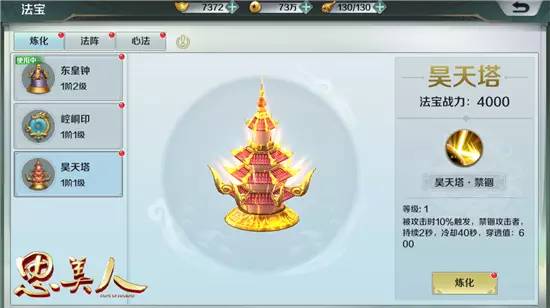 法宝
7372
73万
130/130
炼化
法阵
心法
使用中
东皇钟
1阶2级
崆峒印
1阶1级
昊天塔
1阶1级
昊天塔
法宝战力：4000
昊天塔·禁锢
等级：1
被攻击时10%触发，禁锢攻击者，
持续2秒，冷却40秒，穿透值：6
00
炼化
思美人